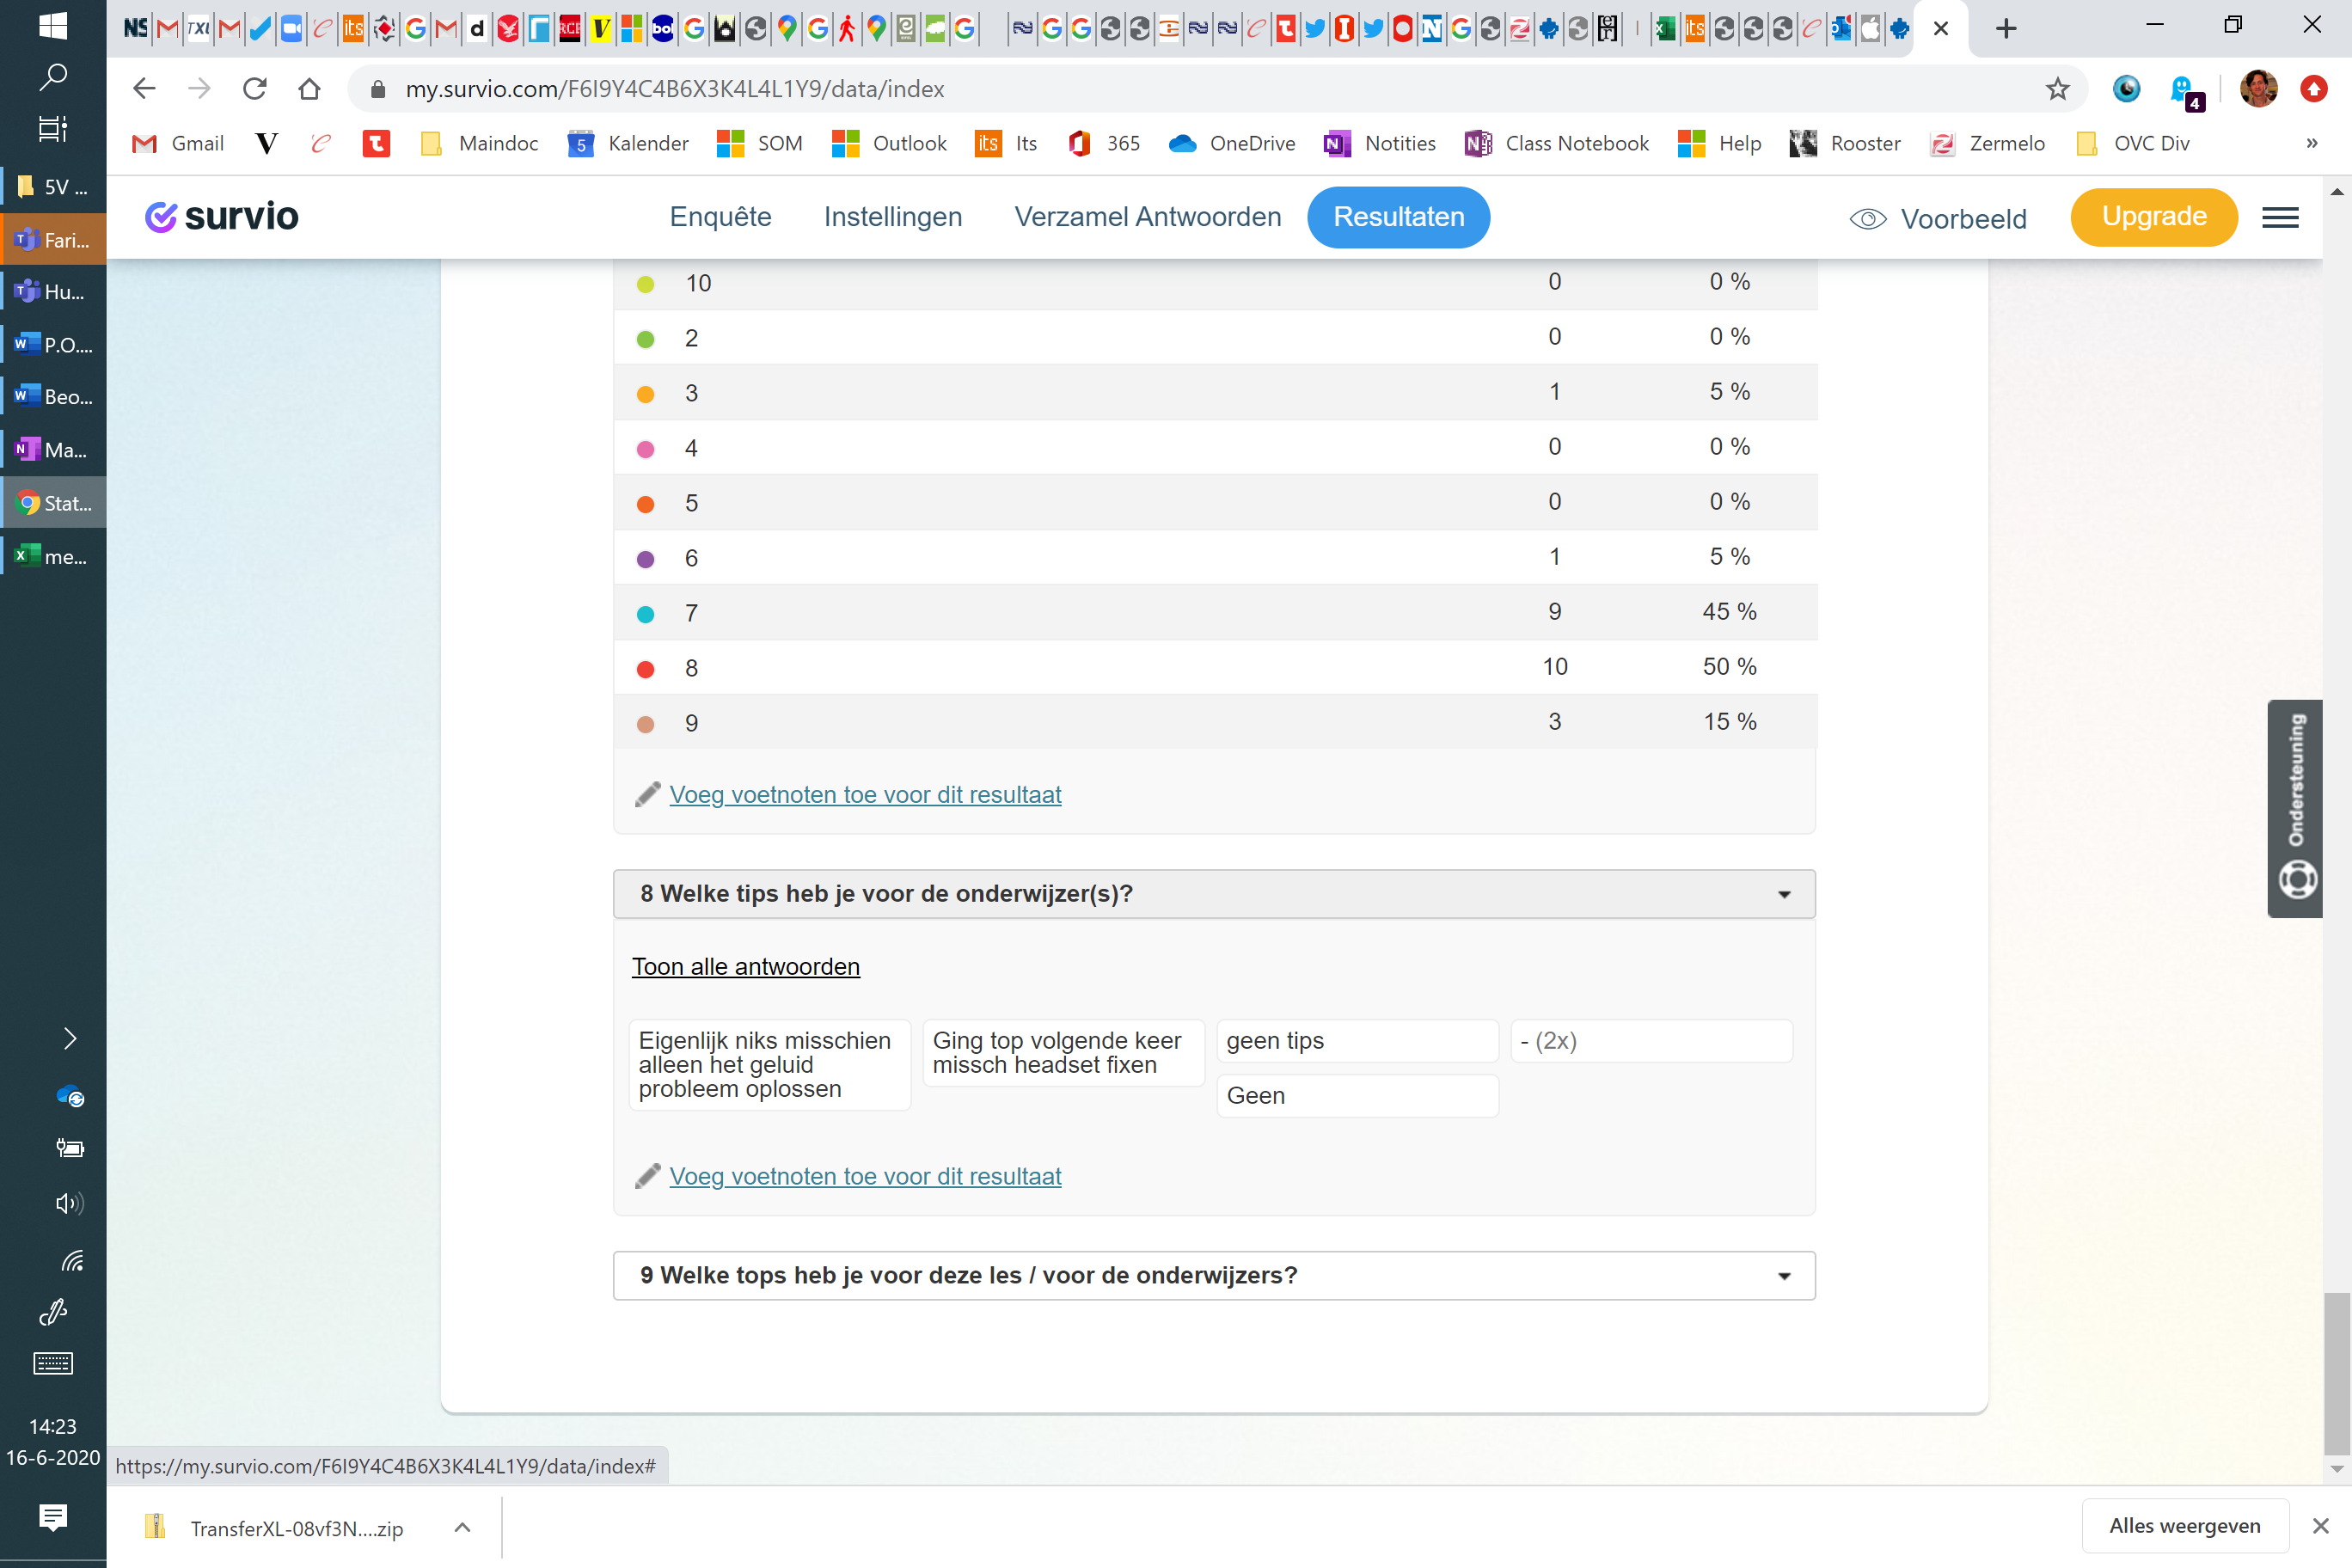 my.survio.com/F6I9Y4C4B6X3K4L4L1Y9/data/index
4
Gmail
Maindoc
Kalender
SOM
Outlook
Its
365
OneDrive
Notities
Class Notebook
Help
Rooster
Zermelo
OVC Div
»
5V ...
Fari...
Hu...
P.O....
Beo...
Ma...
Stat...
me...
survio
Enquête
Instellingen
Verzamel Antwoorden
Resultaten
Voorbeeld
Upgrade
10 0 0 %
2 0 0 %
3 1 5 %
4 0 0 %
5 0 0 %
6 1 5 %
7 9 45 %
8 10 50 %
9 3 15 %
Voeg voetnoten toe voor dit resultaat
Ondersteuning
8 Welke tips heb je voor de onderwijzer(s)?
Toon alle antwoorden
Eigenlijk niks misschien
alleen het geluid
probleem oplossen
Ging top volgende keer
missch headset fixen
geen tips
Geen
- (2x)
Voeg voetnoten toe voor dit resultaat
9 Welke tops heb je voor deze les / voor de onderwijzers?
14:23
16-6-2020
https://my.survio.com/F6I9Y4C4B6X3K4L4L1Y9/data/index#
TransferXL-08vf3N....zip
Alles weergeven